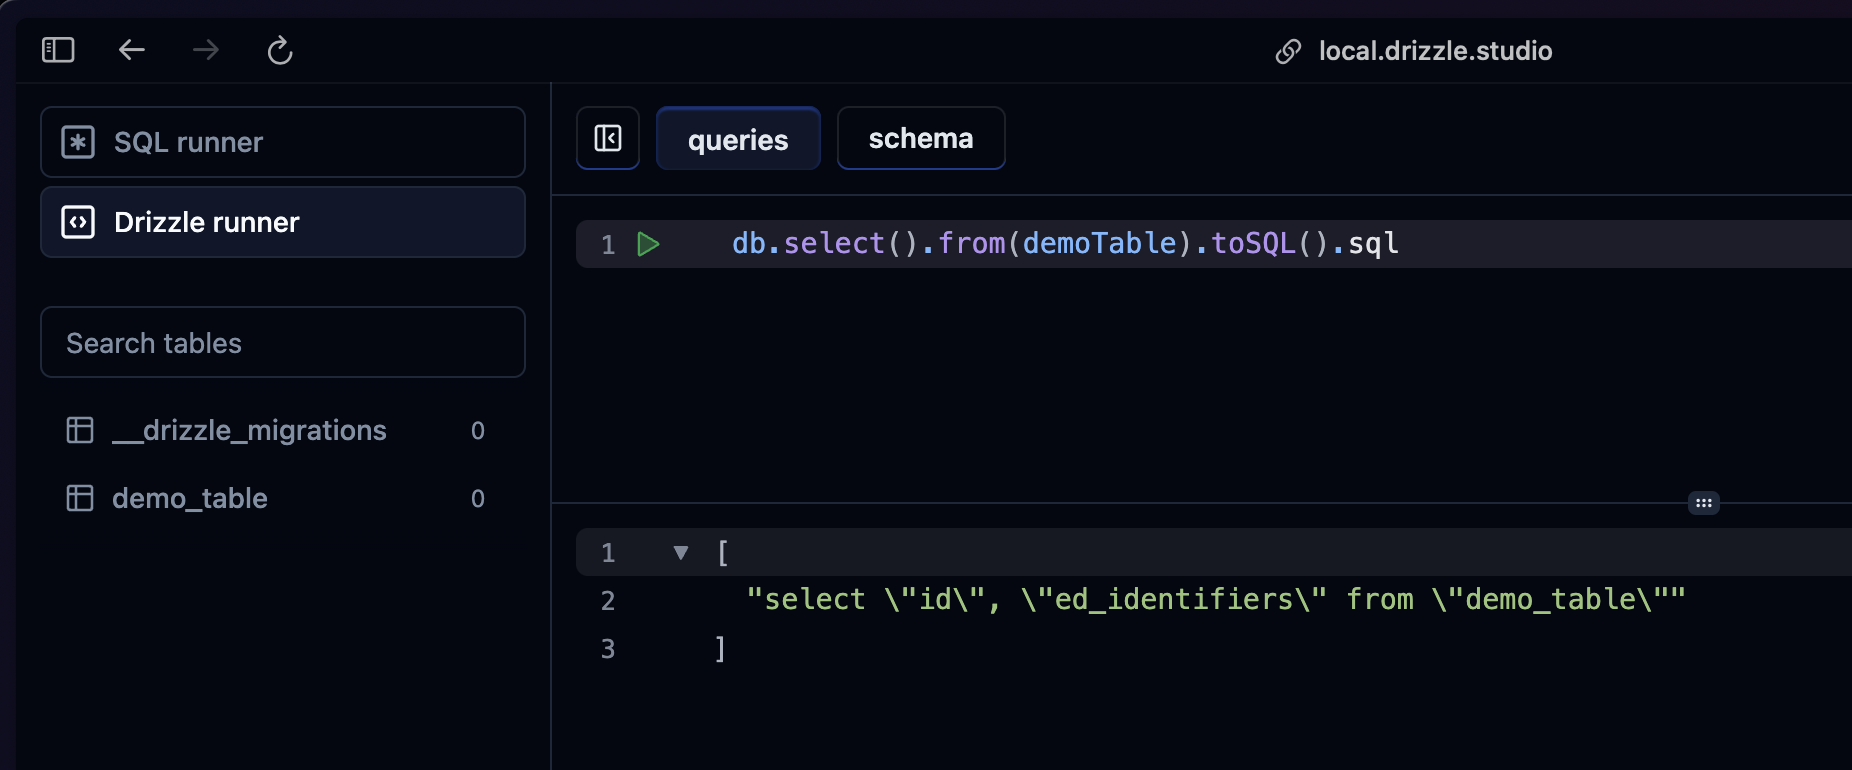 local.drizzle.studio
SQL runner
Drizzle runner
Search tables
__drizzle_migrations 0
demo_table 0
queries schema
1 db.select().from(demoTable).toSQL().sql
1 [
2 "select \"id\", \"ed_identifiers\" from \"demo_table\""
3 ]